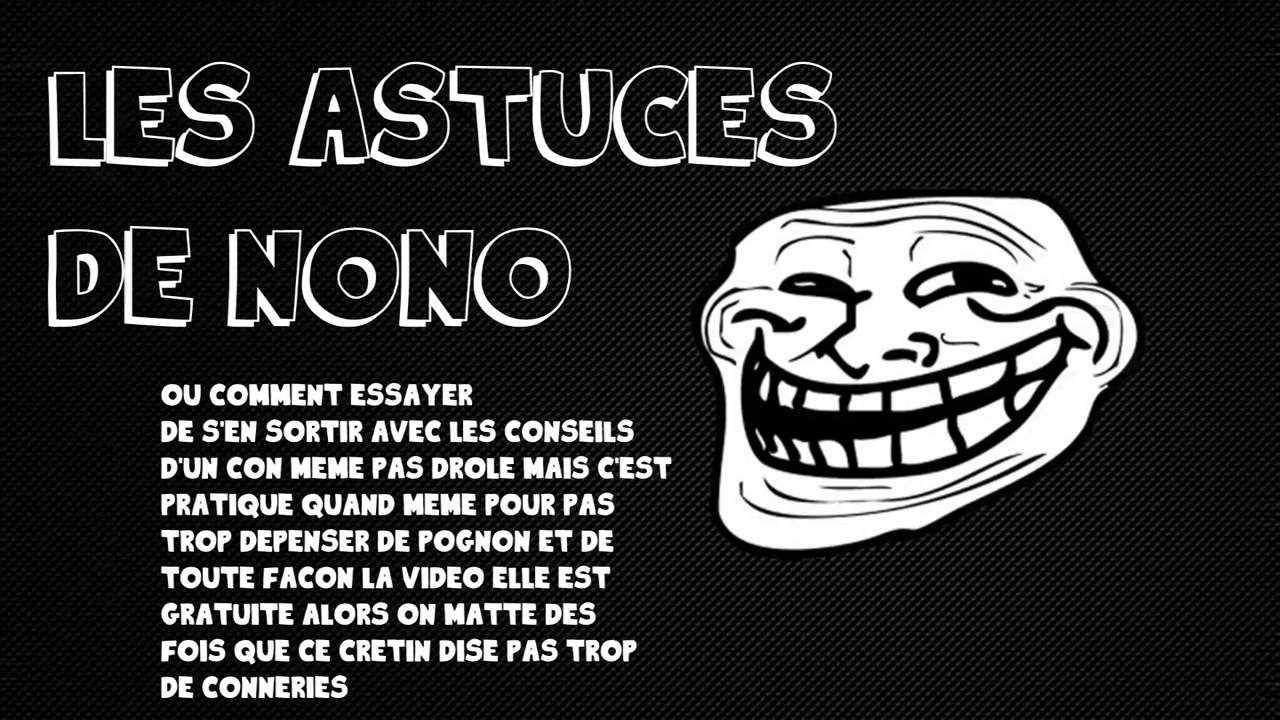 LES ASTUCES
DE NONO
OU COMMENT ESSAYER
DE S'EN SORTIR AVEC LES CONSEILS
D'UN CON MEME PAS DROLE MAIS C'EST
PRATIQUE QUAND MEME POUR PAS
TROP DEPENSER DE POGNON ET DE
TOUTE FACON LA VIDEO ELLE EST
GRATUITE ALORS ON MATTE DES
FOIS QUE CE CRETIN DISE PAS TROP
DE CONNERIES